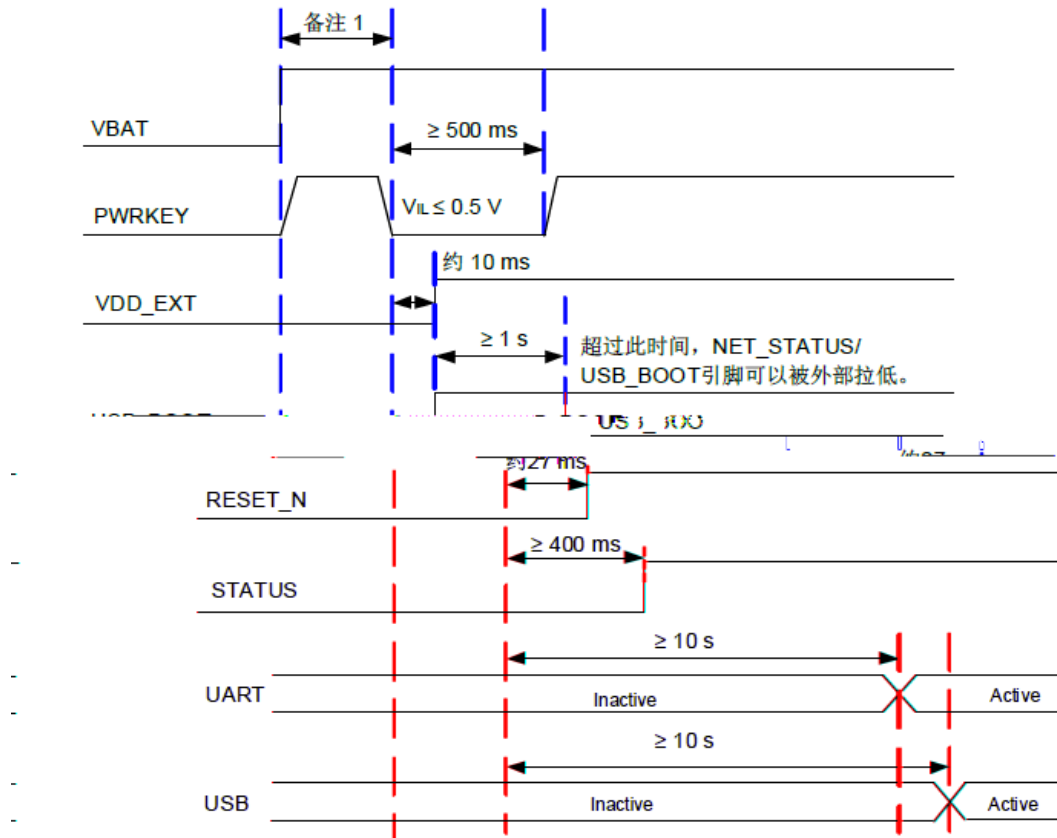 备注 1
VBAT
≥ 500 ms
PWRKEY
VIL ≤ 0.5 V
约 10 ms
VDD_EXT
≥ 1 s
超过此时间，NET_STATUS/
USB_BOOT引脚可以被外部拉低。
约27 ms
RESET_N
≥ 400 ms
STATUS
≥ 10 s
UART
Inactive
Active
≥ 10 s
USB
Inactive
Active